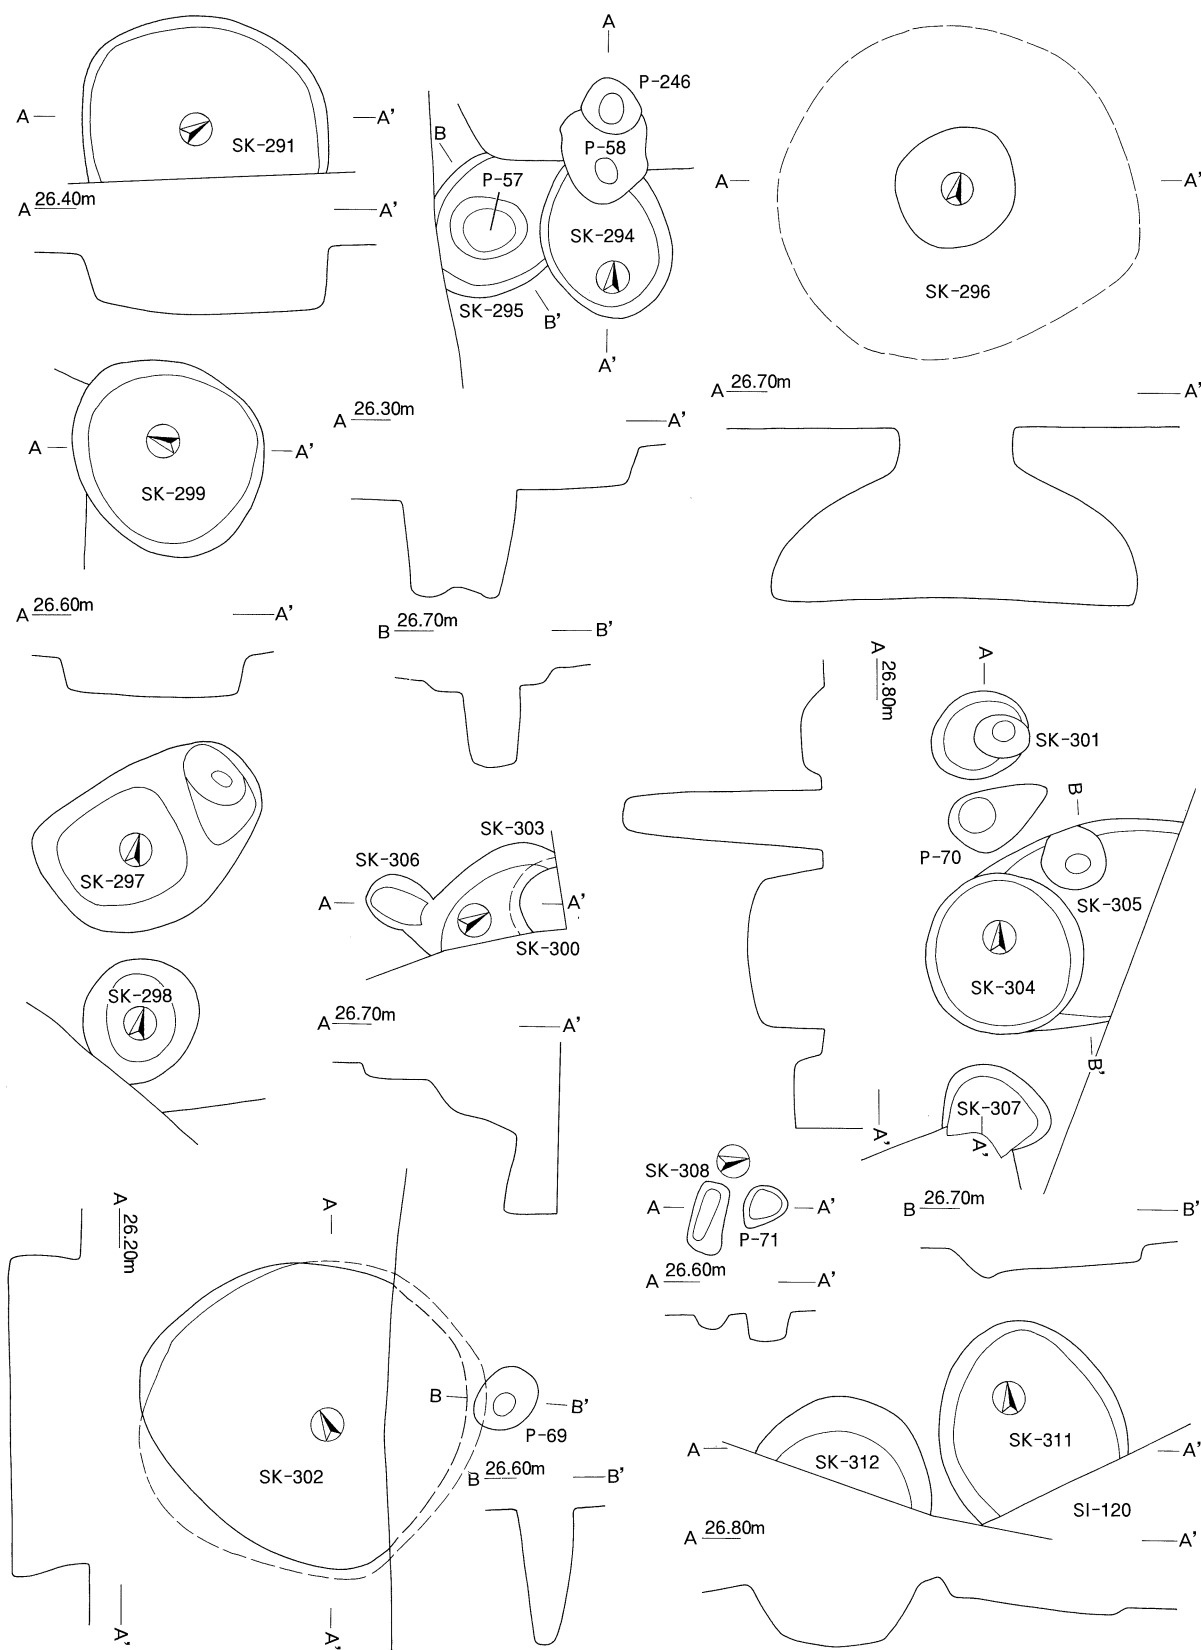 A
A'
SK-291
A 26.40m
A'
A
P-246
P-58
B
P-57
SK-294
SK-295
B'
A'
A 26.30m
A'
B 26.70m
B'
A
A'
SK-296
A 26.70m
A'
A
A'
SK-299
A 26.60m
A'
SK-297
SK-298
SK-303
SK-306
A
A'
SK-300
A 26.70m
A'
A 26.80m
A
SK-301
B
P-70
SK-305
SK-304
B'
SK-307
A'
A'
B 26.70m
B'
SK-308
A
A'
P-71
A 26.60m
A'
A 26.20m
A
B
B'
P-69
SK-302
B 26.60m
B'
A'
A'
A
SK-311
A'
SK-312
SI-120
A 26.80m
A'